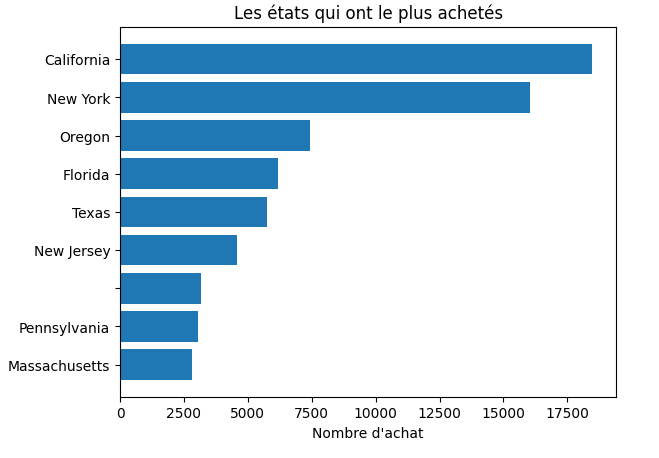 Les états qui ont le plus achetés
California
New York
Oregon
Florida
Texas
New Jersey
Pennsylvania
Massachusetts
0 2500 5000 7500 10000 12500 15000 17500
Nombre d'achat